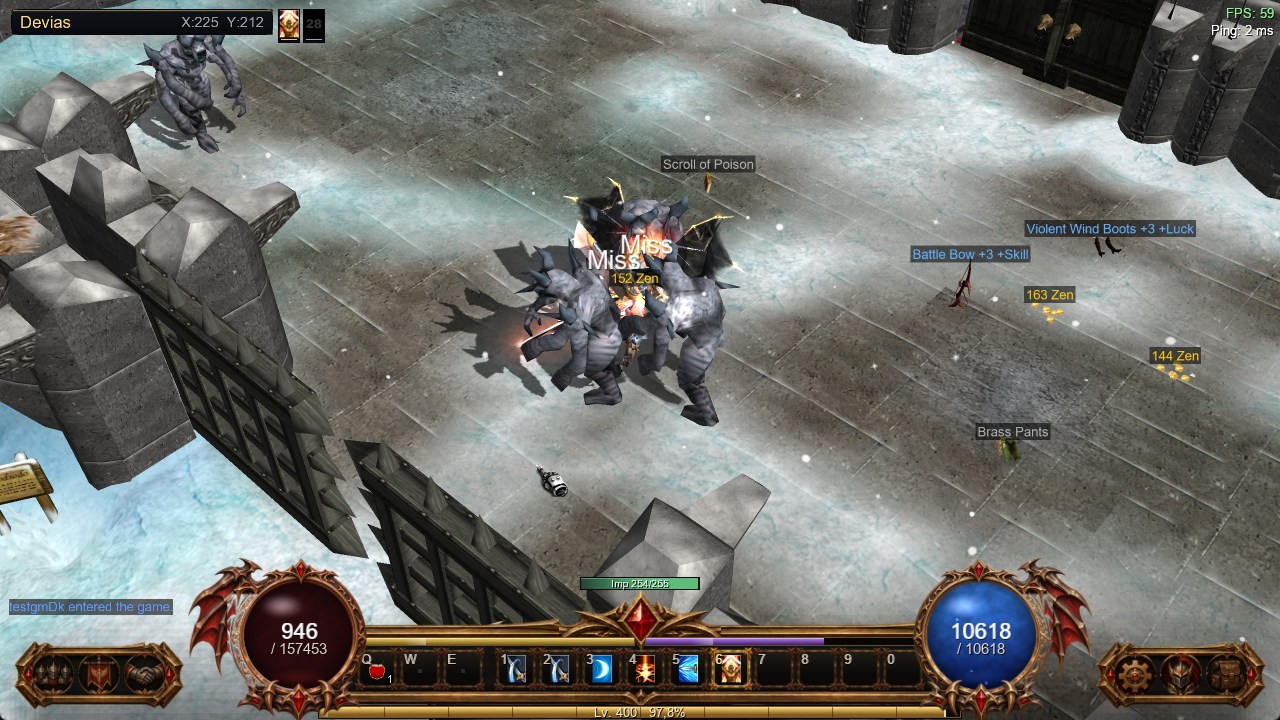 Devias X:225 Y:212
28
FPS: 59
Ping: 2 ms
Scroll of Poison
Violent Wind Boots +3 +Luck
Battle Bow +3 +Skill
Miss
Miss
152 Zen
163 Zen
144 Zen
Brass Pants
Imp 254/255
testgmDk entered the game.
946
/ 157453
10618
/ 10618
Q W E 1 2 3 4 5 6 7 8 9 0
1
Lv. 400 97,8%